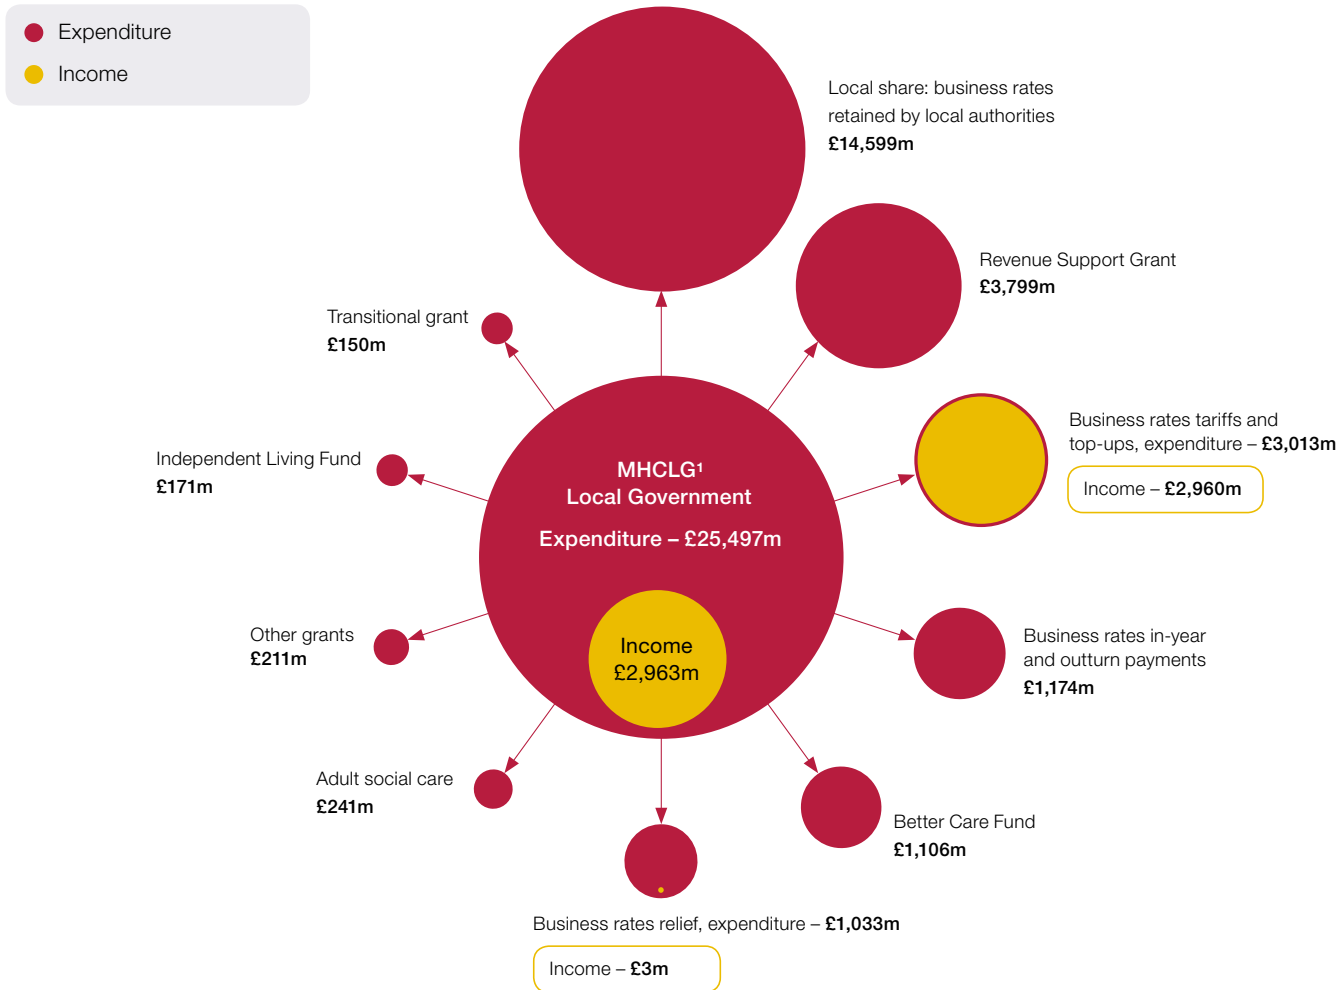 Expenditure
Income
Local share: business rates
retained by local authorities
£14,599m
Revenue Support Grant
£3,799m
Transitional grant
£150m
Business rates tariffs and
top-ups, expenditure – £3,013m
Income – £2,960m
Independent Living Fund
£171m
MHCLG¹
Local Government
Expenditure – £25,497m
Income
£2,963m
Other grants
£211m
Business rates in-year
and outturn payments
£1,174m
Adult social care
£241m
Better Care Fund
£1,106m
Business rates relief, expenditure – £1,033m
Income – £3m